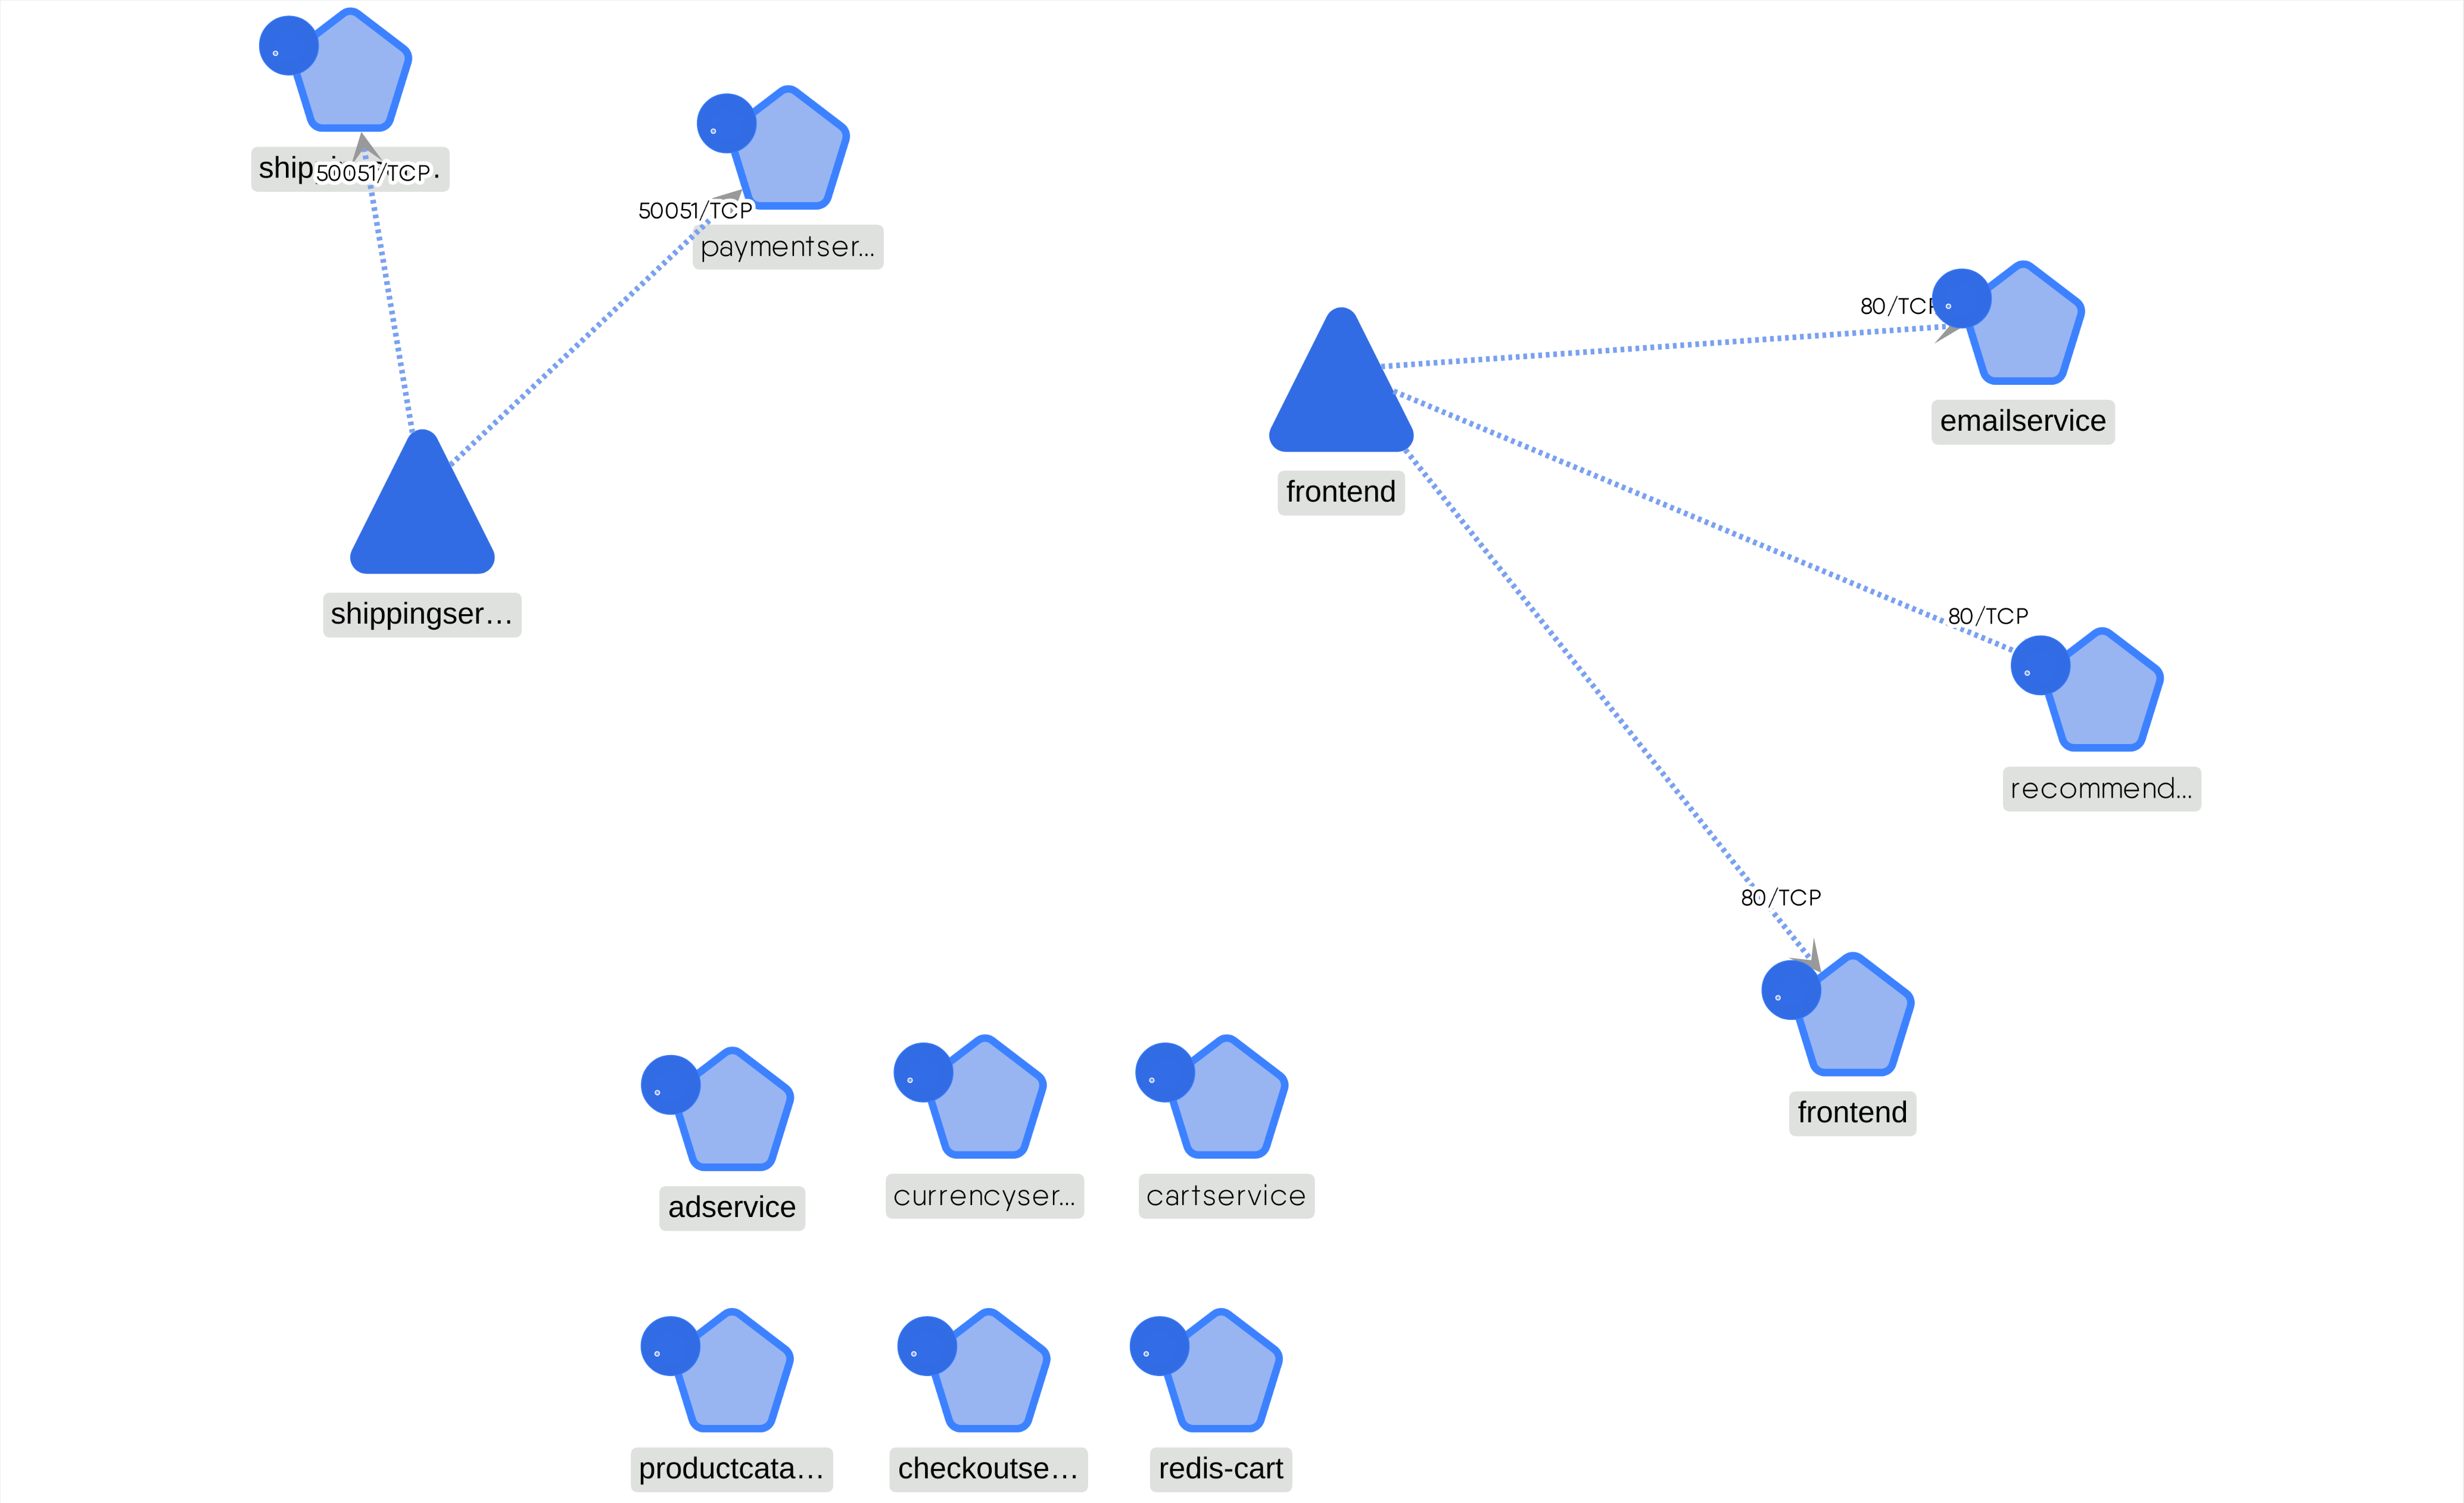 50051/TCP
50051/TCP
paymentser...
80/TCP
emailservice
frontend
shippingser...
80/TCP
recommend...
80/TCP
frontend
adservice
currencyser...
cartservice
productcata...
checkoutse...
redis-cart